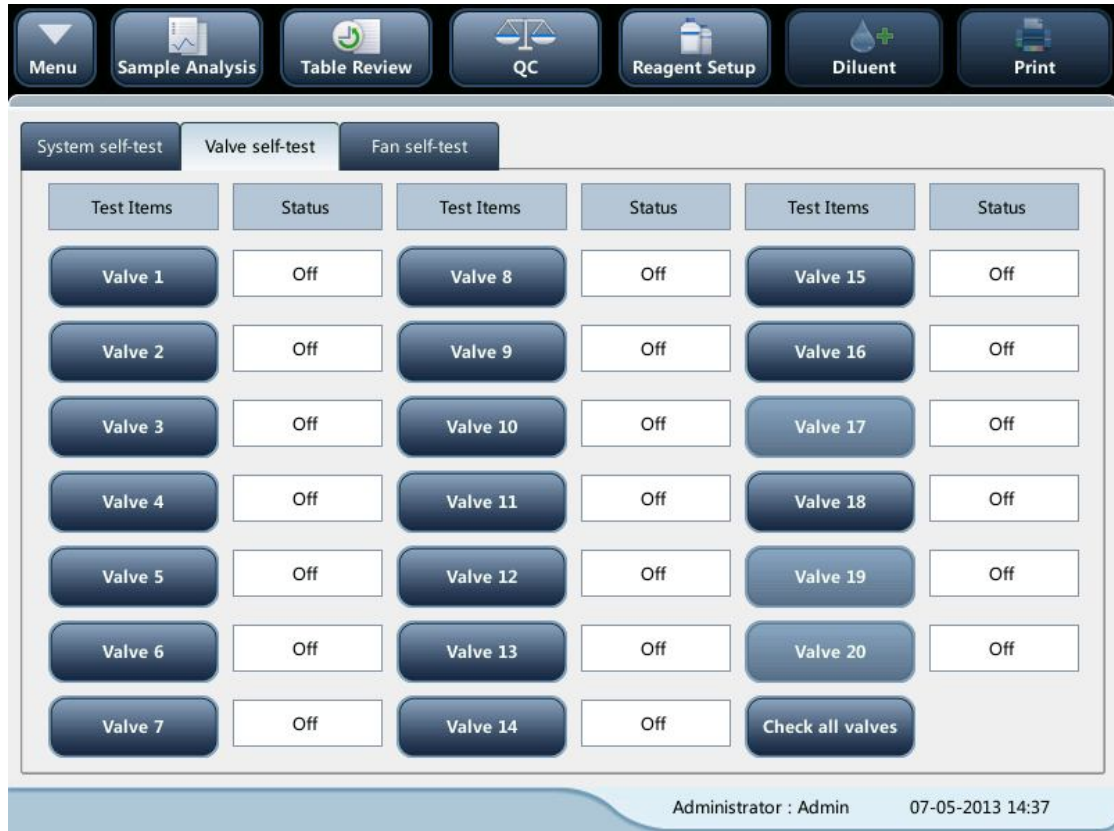 Menu Sample Analysis Table Review QC Reagent Setup Diluent Print
System self-test Valve self-test Fan self-test
Test Items Status Test Items Status Test Items Status
Valve 1 Off Valve 8 Off Valve 15 Off
Valve 2 Off Valve 9 Off Valve 16 Off
Valve 3 Off Valve 10 Off Valve 17 Off
Valve 4 Off Valve 11 Off Valve 18 Off
Valve 5 Off Valve 12 Off Valve 19 Off
Valve 6 Off Valve 13 Off Valve 20 Off
Valve 7 Off Valve 14 Off Check all valves
Administrator : Admin 07-05-2013 14:37